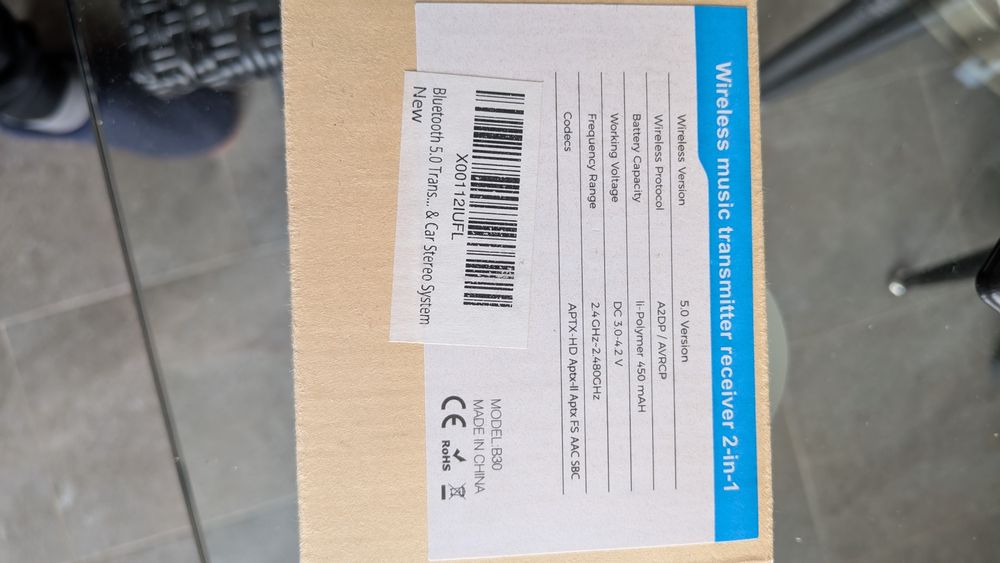 Wireless music transmitter receiver 2-in-1
Wireless Version 5.0 Version
Wireless Protocol A2DP / AVRCP
Battery Capacity li-Polymer 450 mAH
Working Voltage DC 3.0-4.2 V
Frequency Range 2.4 GHz-2.480GHz
Codecs APTX-HD Aptx-ll Aptx FS AAC SBC
X00112IUFL
Bluetooth 5.0 Trans... & Car Stereo System
New
MODEL:B30
MADE IN CHINA
CE RoHS